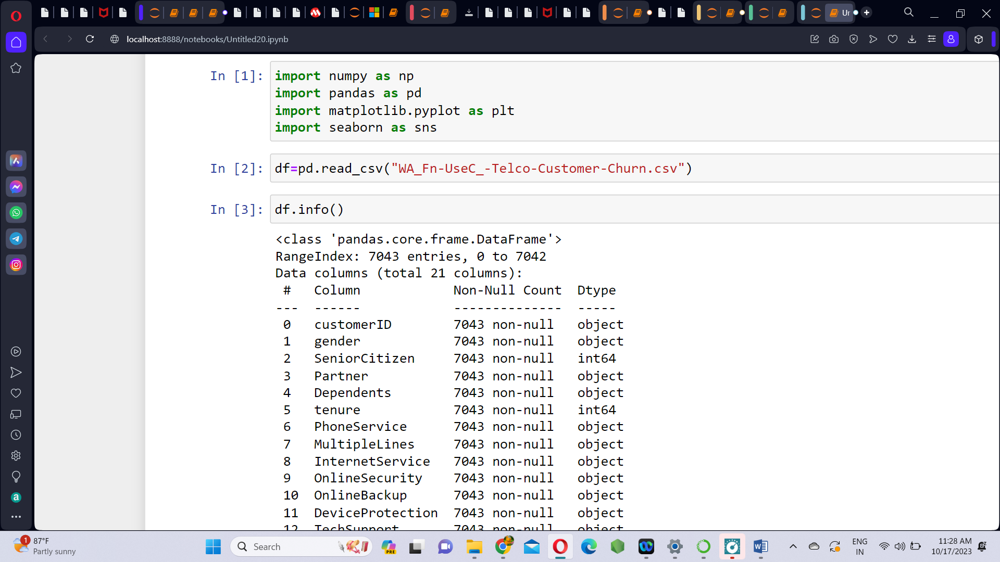 Ur
localhost:8888/notebooks/Untitled20.ipynb
In [1]: import numpy as np
import pandas as pd
import matplotlib.pyplot as plt
import seaborn as sns
In [2]: df=pd.read_csv("WA_Fn-UseC_-Telco-Customer-Churn.csv")
In [3]: df.info()
<class 'pandas.core.frame.DataFrame'>
RangeIndex: 7043 entries, 0 to 7042
Data columns (total 21 columns):
# Column Non-Null Count Dtype
--- ------ -------------- -----
0 customerID 7043 non-null object
1 gender 7043 non-null object
2 SeniorCitizen 7043 non-null int64
3 Partner 7043 non-null object
4 Dependents 7043 non-null object
5 tenure 7043 non-null int64
6 PhoneService 7043 non-null object
7 MultipleLines 7043 non-null object
8 InternetService 7043 non-null object
9 OnlineSecurity 7043 non-null object
10 OnlineBackup 7043 non-null object
11 DeviceProtection 7043 non-null object
12 TechSupport 7043 non-null object
1
87°F
Partly sunny
Search
PRE
ENG
IN
11:28 AM
10/17/2023